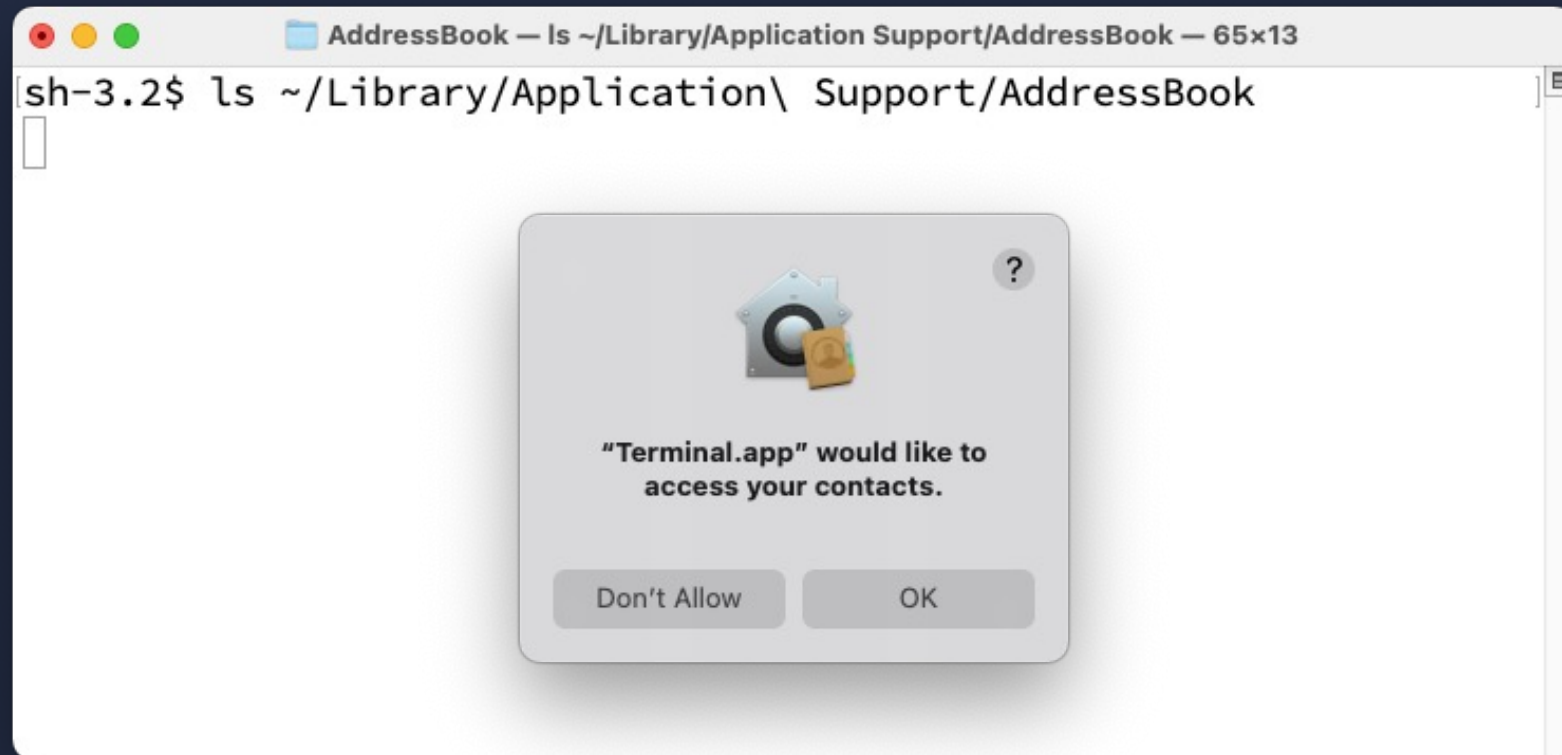 AddressBook — ls ~/Library/Application Support/AddressBook — 65×13
sh-3.2$ ls ~/Library/Application\ Support/AddressBook
?
“Terminal.app” would like to
access your contacts.
Don’t Allow
OK